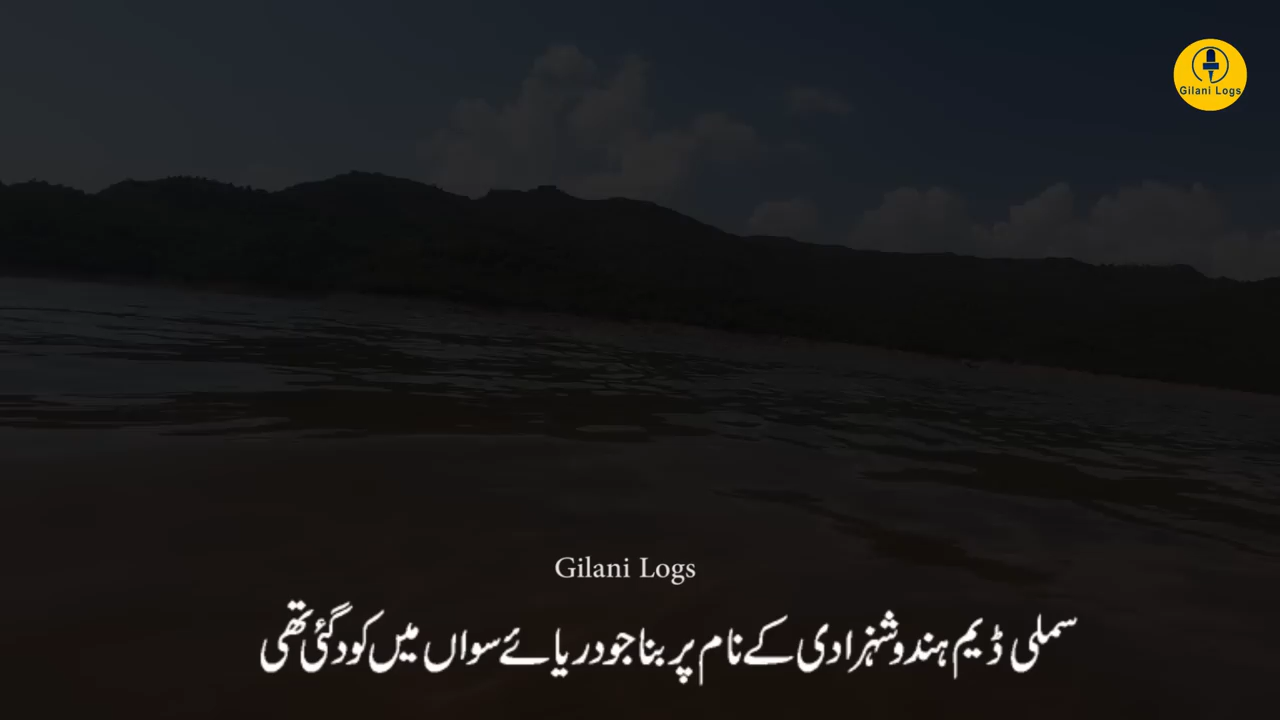 Gilani Logs
Gilani Logs
سملی ڈیم ہندو شہزادی کے نام پر بنا جو دریائے سواں میں کود گئی تھی